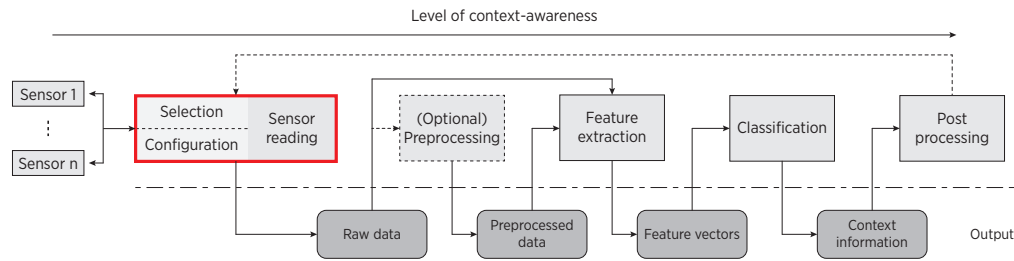 Level of context-awareness
Sensor 1
Sensor n
Selection
Configuration
Sensor
reading
(Optional)
Preprocessing
Feature
extraction
Classification
Post
processing
Raw data
Preprocessed
data
Feature vectors
Context
information
Output